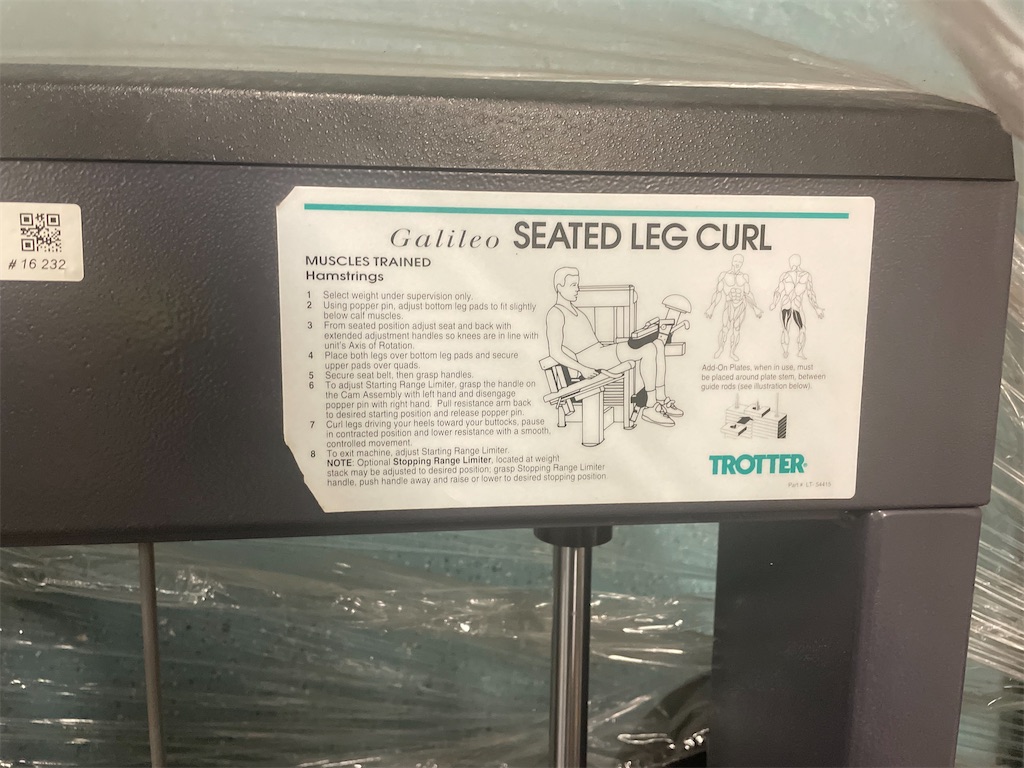 # 16 232
Galileo SEATED LEG CURL
MUSCLES TRAINED
Hamstrings
1 Select weight under supervision only.
2 Using popper pin, adjust bottom leg pads to fit slightly
below calf muscles.
3 From seated position adjust seat and back with
extended adjustment handles so knees are in line with
unit's Axis of Rotation.
4 Place both legs over bottom leg pads and secure
upper pads over quads.
5 Secure seat belt, then grasp handles.
6 To adjust Starting Range Limiter, grasp the handle on
the Cam Assembly with left hand and disengage
popper pin with right hand. Pull resistance arm back
to desired starting position and release popper pin.
7 Curl legs driving your heels toward your buttocks, pause
in contracted position and lower resistance with a smooth,
controlled movement.
8 To exit machine, adjust Starting Range Limiter.
NOTE: Optional Stopping Range Limiter, located at weight
stack may be adjusted to desired position; grasp Stopping Range Limiter
handle, push handle away and raise or lower to desired stopping position.
Add-On Plates, when in use, must
be placed around plate stem, between
guide rods (see illustration below).
TROTTER
Part # LT-34415